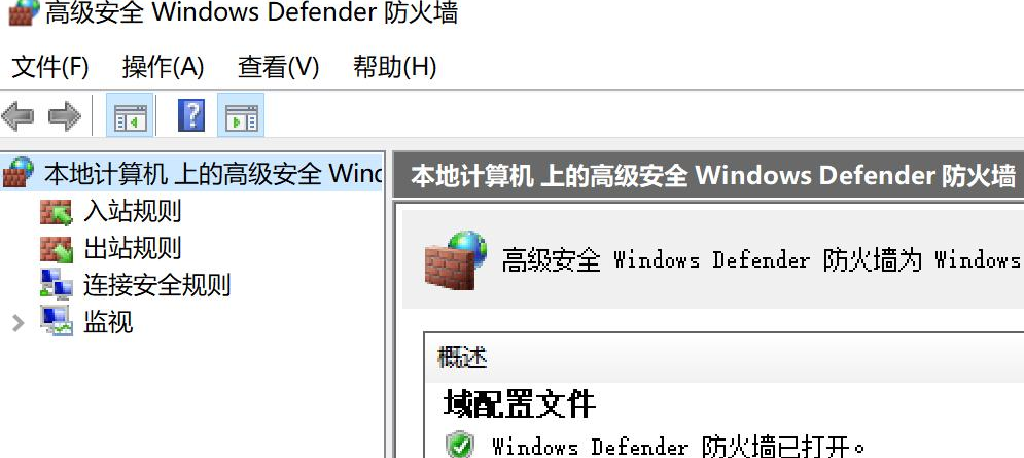 高级安全 Windows Defender 防火墙
文件(F) 操作(A) 查看(V) 帮助(H)
本地计算机 上的高级安全 Wind
入站规则
出站规则
连接安全规则
监视
本地计算机 上的高级安全 Windows Defender 防火墙
高级安全 Windows Defender 防火墙为 Windows
概述
域配置文件
Windows Defender 防火墙已打开。